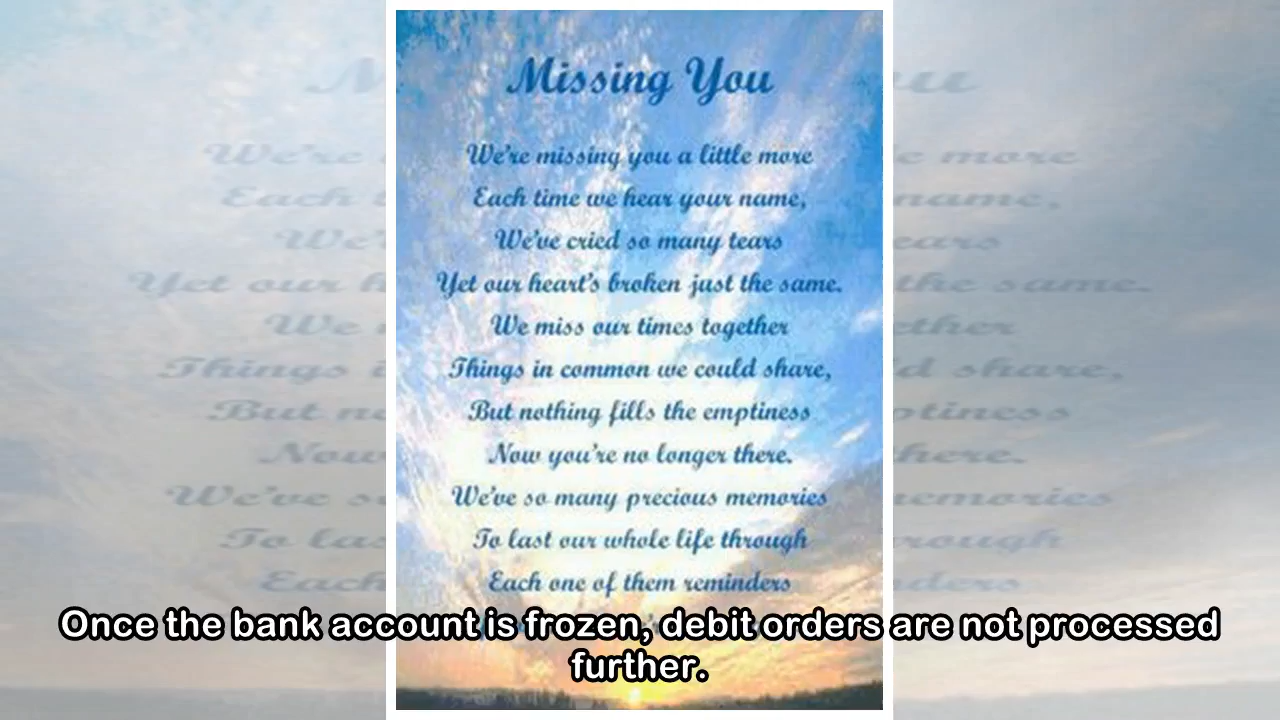 Missing You
We're missing you a little more
Each time we hear your name,
We've cried so many tears
Yet our heart's broken just the same.
We miss our times together
Things in common we could share,
But nothing fills the emptiness
Now you're no longer there.
We've so many precious memories
To last our whole life through
Each one of them reminders
Once the bank account is frozen, debit orders are not processed
further.